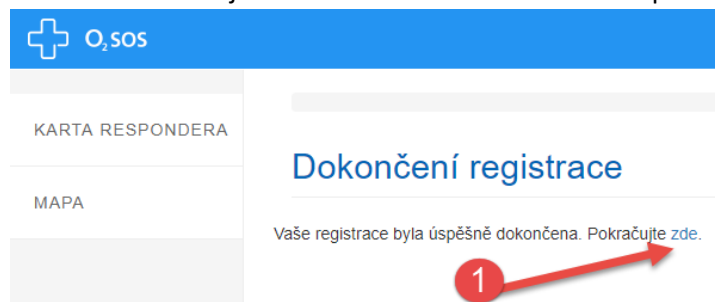 O₂ SOS
KARTA RESPONDERA
MAPA
Dokončení registrace
Vaše registrace byla úspěšně dokončena. Pokračujte zde.
1